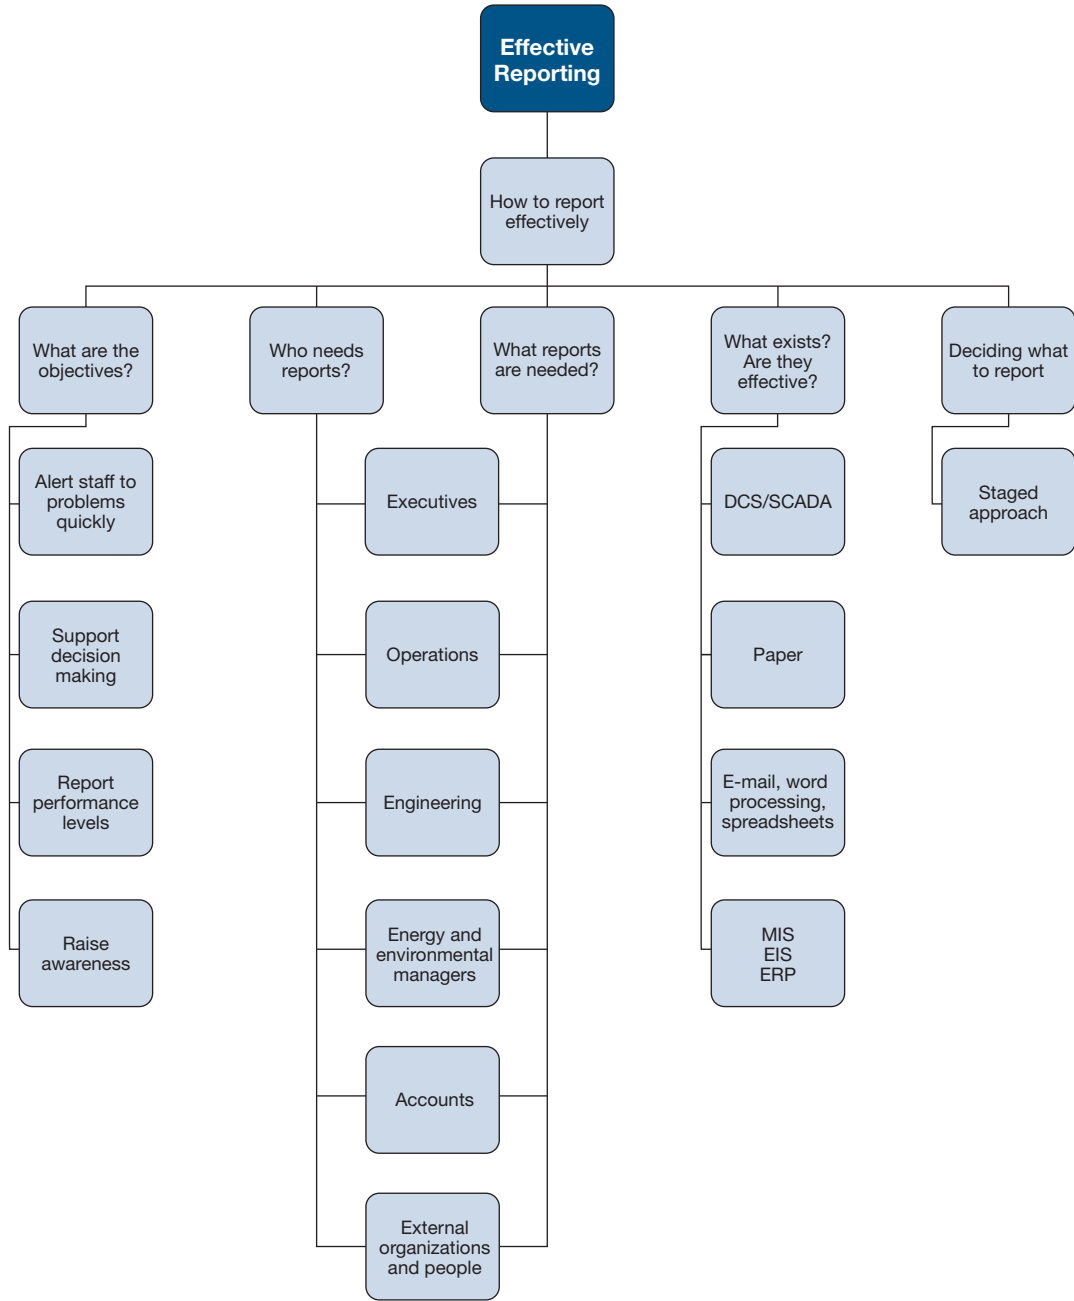 Effective
Reporting
How to report
effectively
What are the
objectives?
Who needs
reports?
What reports
are needed?
What exists?
Are they
effective?
Deciding what
to report
Alert staff to
problems
quickly
Executives
DCS/SCADA
Staged
approach
Support
decision
making
Operations
Paper
Report
performance
levels
Engineering
E-mail, word
processing,
spreadsheets
Raise
awareness
Energy and
environmental
managers
MIS
EIS
ERP
Accounts
External
organizations
and people